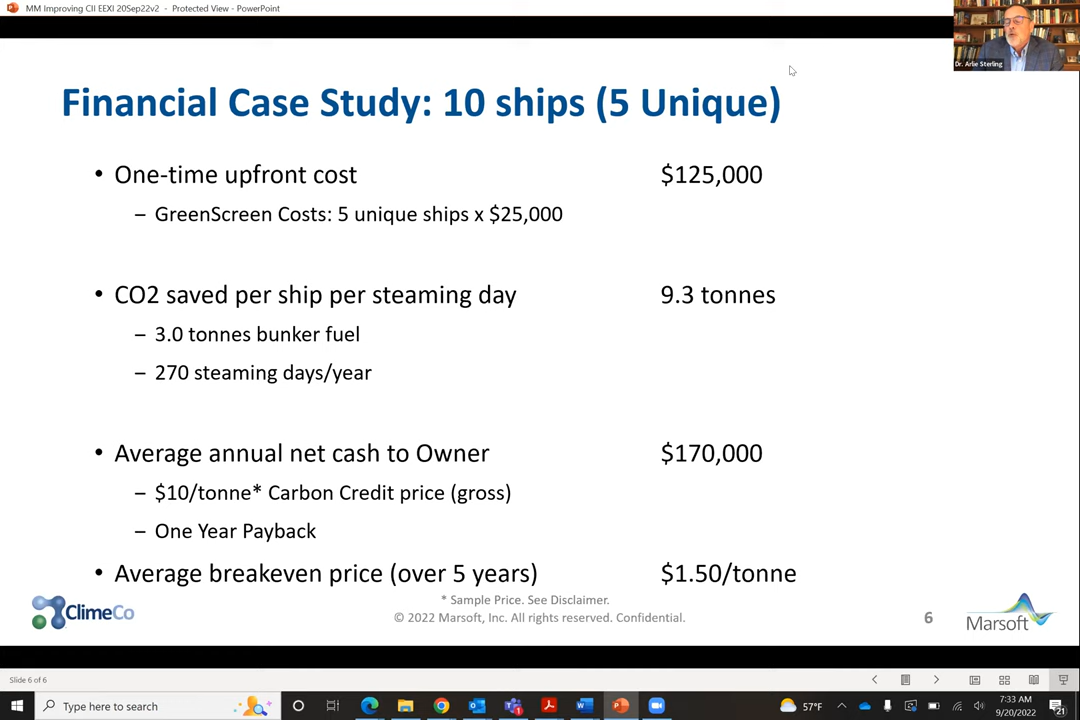 MM Improving CII EEXI 20Sep22v2 - Protected View - PowerPoint
Dr. Arlie Sterling
Financial Case Study: 10 ships (5 Unique)
• One-time upfront cost $125,000
– GreenScreen Costs: 5 unique ships x $25,000
• CO2 saved per ship per steaming day 9.3 tonnes
– 3.0 tonnes bunker fuel
– 270 steaming days/year
• Average annual net cash to Owner $170,000
– $10/tonne* Carbon Credit price (gross)
– One Year Payback
• Average breakeven price (over 5 years) $1.50/tonne
* Sample Price. See Disclaimer.
ClimeCo © 2022 Marsoft, Inc. All rights reserved. Confidential. 6 Marsoft
Slide 6 of 6
Type here to search 57°F 7:33 AM
9/20/2022 21